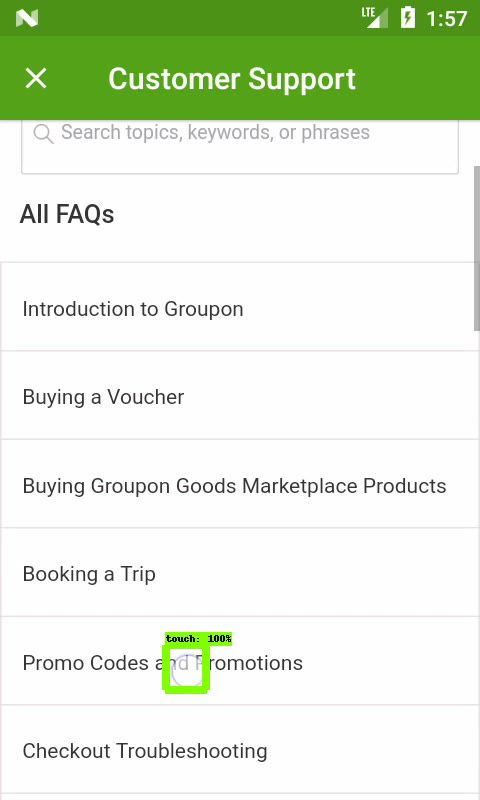 LTE 1:57
Customer Support
Search topics, keywords, or phrases
All FAQs
Introduction to Groupon
Buying a Voucher
Buying Groupon Goods Marketplace Products
Booking a Trip
touch: 100%
Promo Codes and Promotions
Checkout Troubleshooting